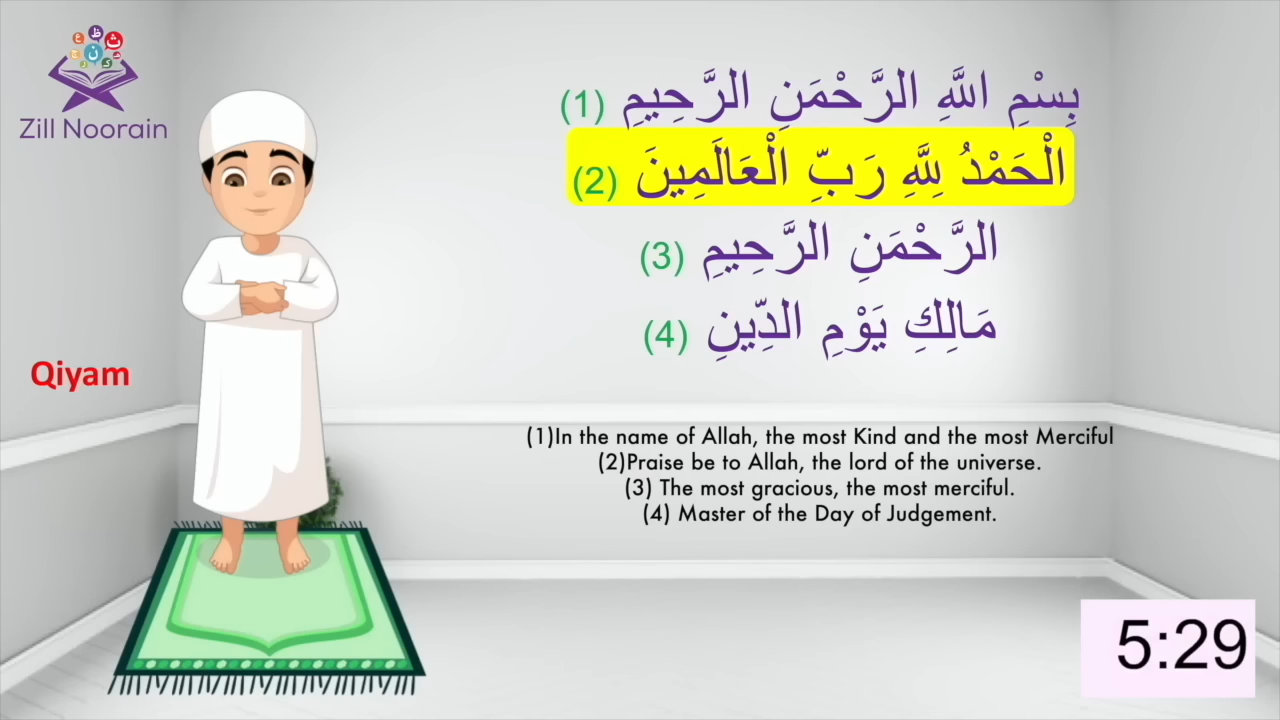 Zill Noorain
بِسْمِ اللَّهِ الرَّحْمَنِ الرَّحِيمِ (1)
الْحَمْدُ لِلَّهِ رَبِّ الْعَالَمِينَ (2)
الرَّحْمَنِ الرَّحِيمِ (3)
مَالِكِ يَوْمِ الدِّينِ (4)
Qiyam
(1)In the name of Allah, the most Kind and the most Merciful
(2)Praise be to Allah, the lord of the universe.
(3) The most gracious, the most merciful.
(4) Master of the Day of Judgement.
5:29